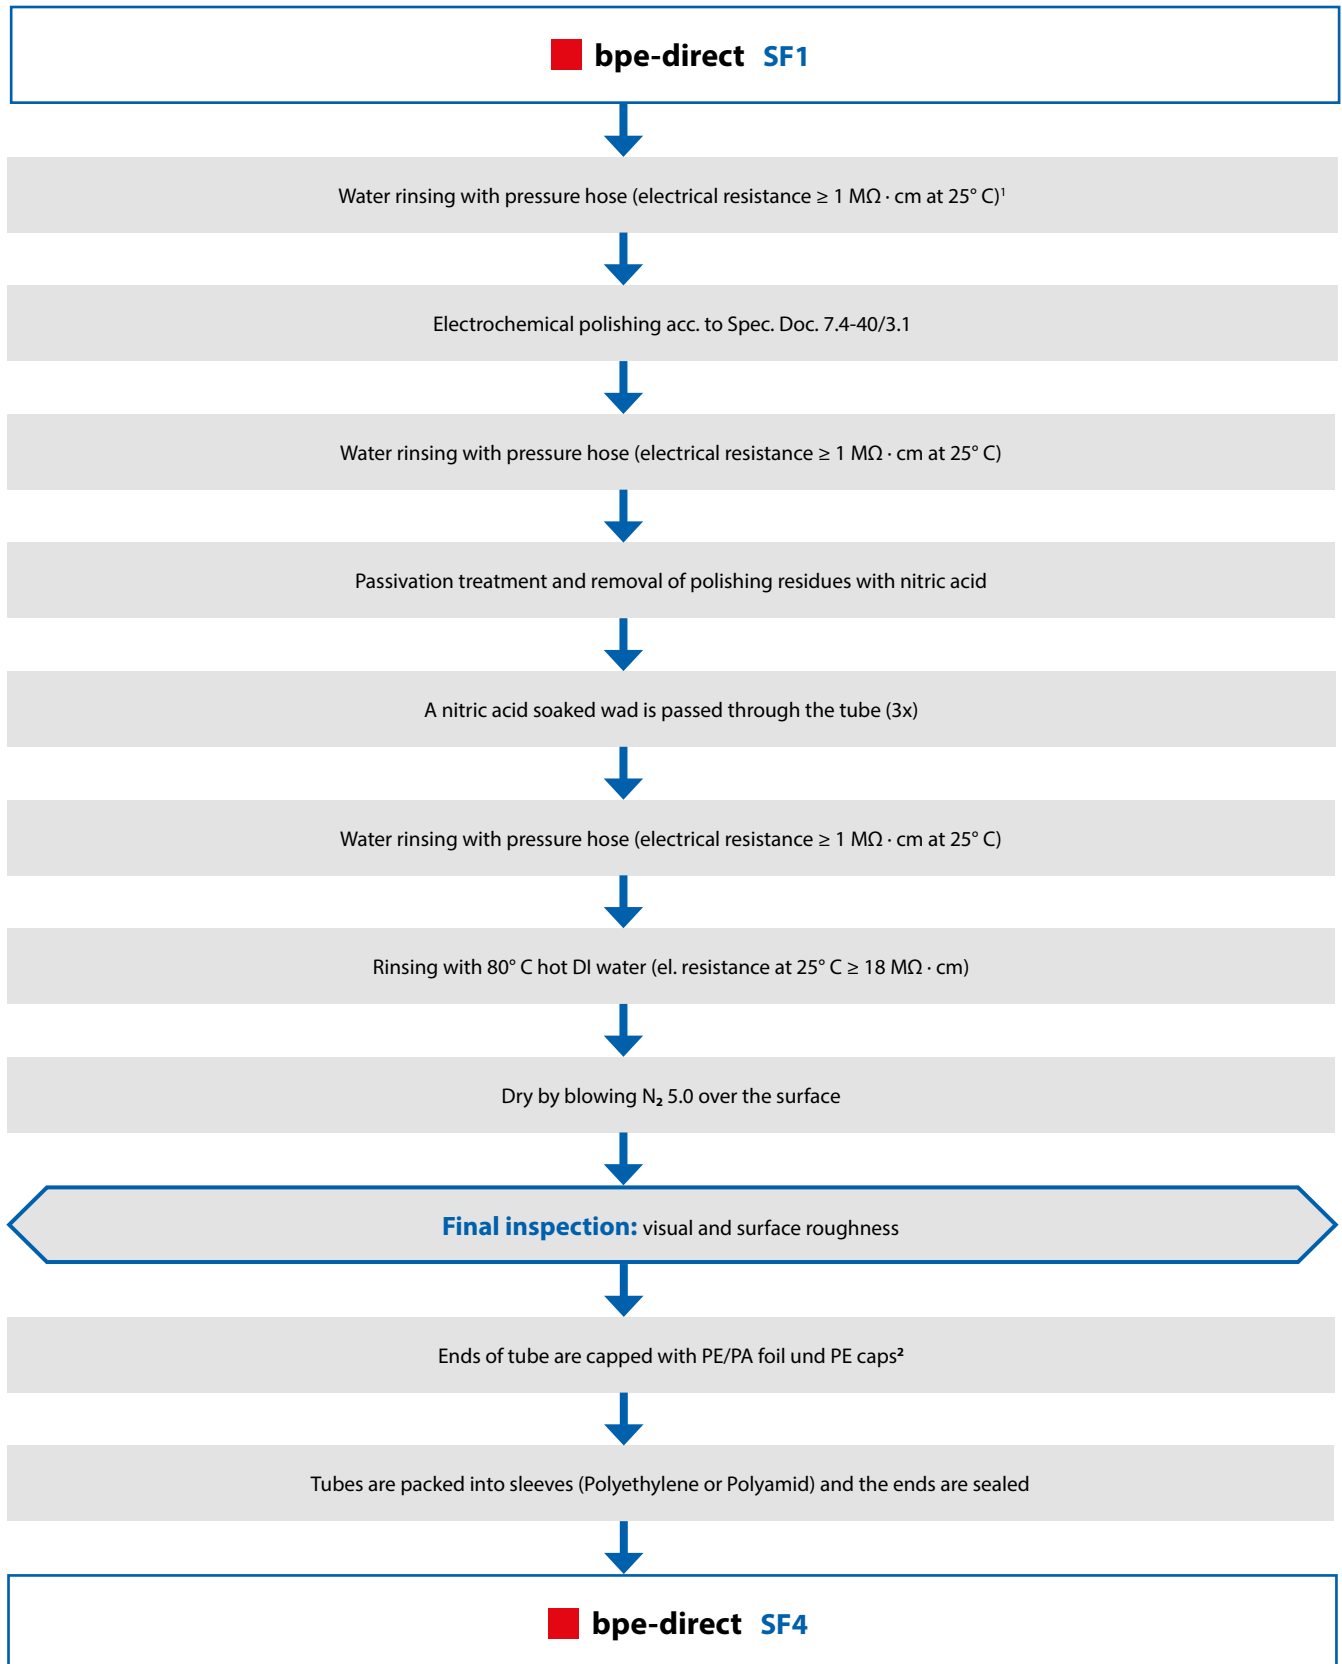 bpe-direct SF1
Water rinsing with pressure hose (electrical resistance ≥ 1 MΩ · cm at 25° C)¹
Electrochemical polishing acc. to Spec. Doc. 7.4-40/3.1
Water rinsing with pressure hose (electrical resistance ≥ 1 MΩ · cm at 25° C)
Passivation treatment and removal of polishing residues with nitric acid
A nitric acid soaked wad is passed through the tube (3x)
Water rinsing with pressure hose (electrical resistance ≥ 1 MΩ · cm at 25° C)
Rinsing with 80° C hot DI water (el. resistance at 25° C ≥ 18 MΩ · cm)
Dry by blowing N₂ 5.0 over the surface
Final inspection: visual and surface roughness
Ends of tube are capped with PE/PA foil und PE caps²
Tubes are packed into sleeves (Polyethylene or Polyamid) and the ends are sealed
bpe-direct SF4